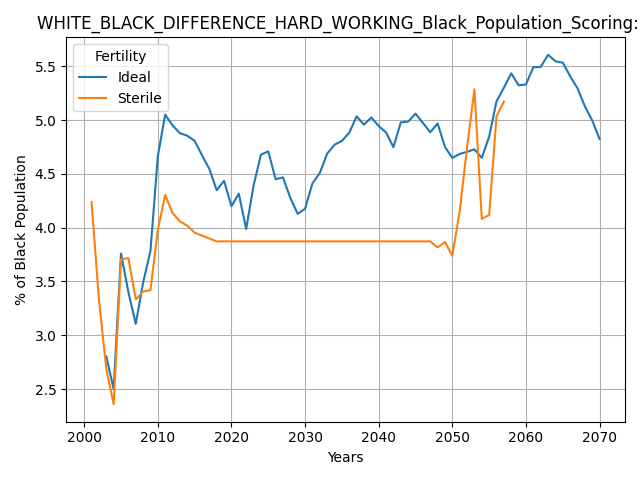 WHITE_BLACK_DIFFERENCE_HARD_WORKING_Black_Population_Scoring:
Fertility
Ideal
Sterile
% of Black Population
5.5
5.0
4.5
4.0
3.5
3.0
2.5
2000 2010 2020 2030 2040 2050 2060 2070
Years